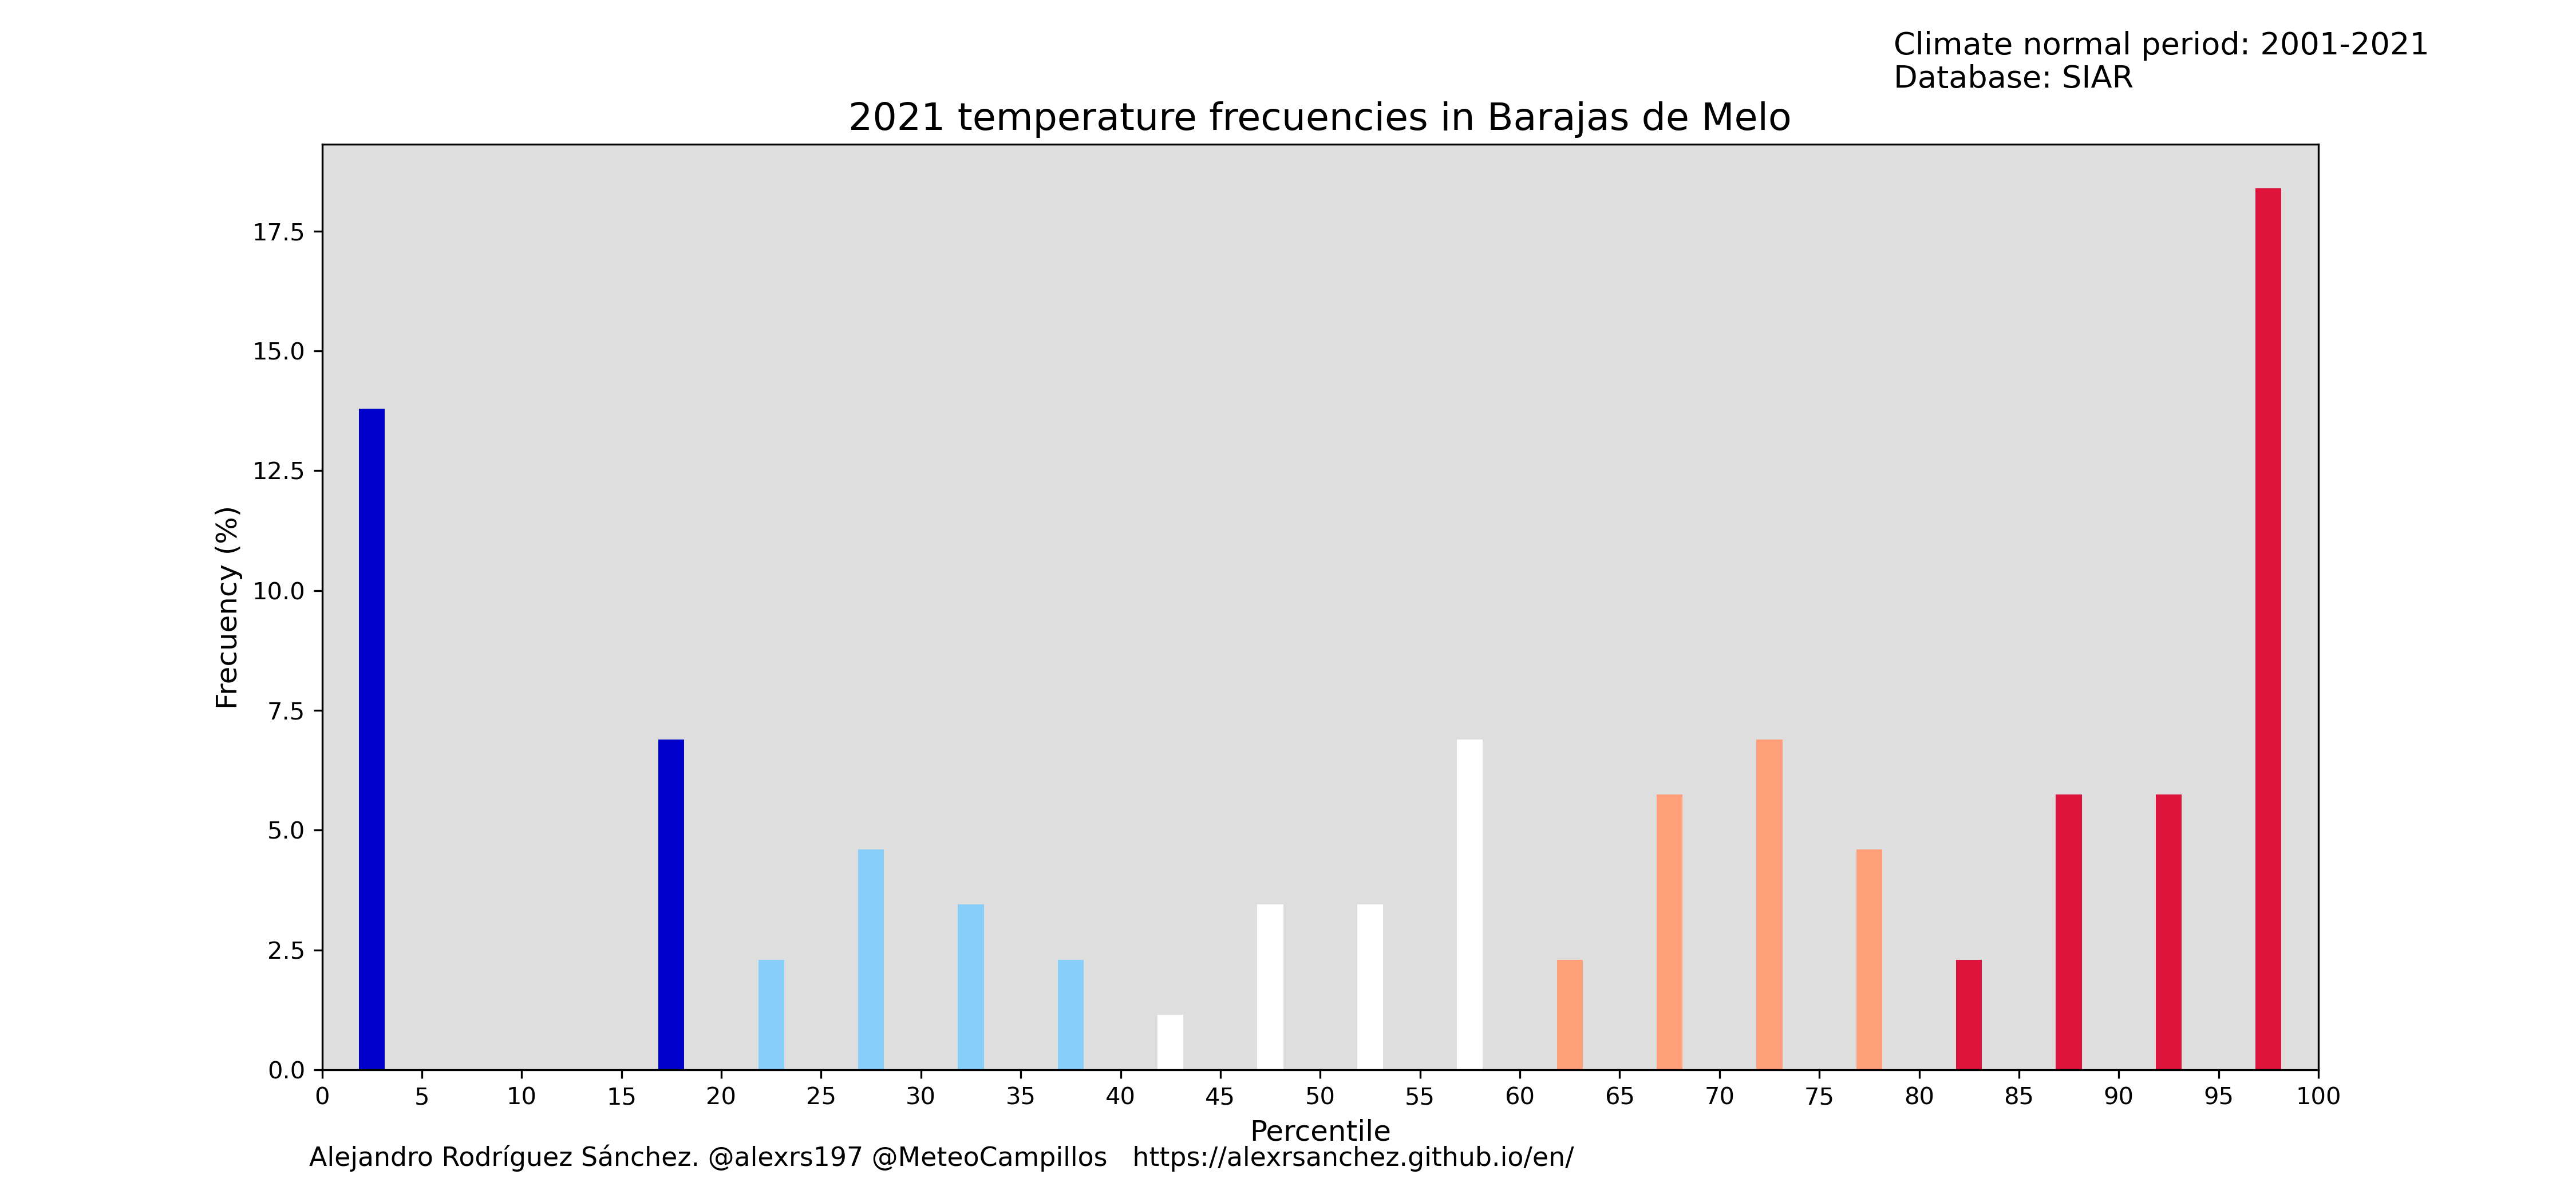 Climate normal period: 2001-2021
Database: SIAR
2021 temperature frecuencies in Barajas de Melo
Frecuency (%)
17.5
15.0
12.5
10.0
7.5
5.0
2.5
0.0
0 5 10 15 20 25 30 35 40 45 50 55 60 65 70 75 80 85 90 95 100
Percentile
Alejandro Rodríguez Sánchez. @alexrs197 @MeteoCampillos https://alexrsanchez.github.io/en/